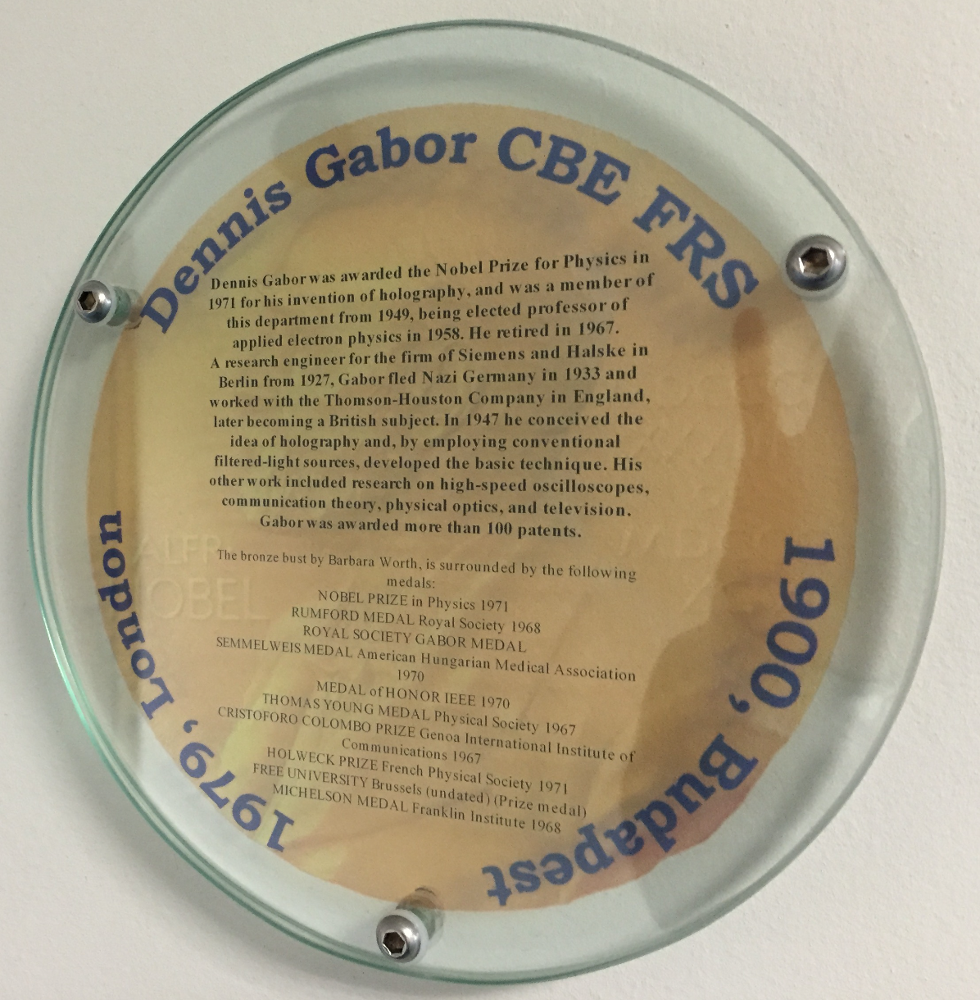 Dennis Gabor CBE FRS
Dennis Gabor was awarded the Nobel Prize for Physics in
1971 for his invention of holography, and was a member of
this department from 1949, being elected professor of
applied electron physics in 1958. He retired in 1967.
A research engineer for the firm of Siemens and Halske in
Berlin from 1927, Gabor fled Nazi Germany in 1933 and
worked with the Thomson-Houston Company in England,
later becoming a British subject. In 1947 he conceived the
idea of holography and, by employing conventional
filtered-light sources, developed the basic technique. His
other work included research on high-speed oscilloscopes,
communication theory, physical optics, and television.
Gabor was awarded more than 100 patents.
The bronze bust by Barbara Worth, is surrounded by the following
medals:
NOBEL PRIZE in Physics 1971
RUMFORD MEDAL Royal Society 1968
ROYAL SOCIETY GABOR MEDAL
SEMMELWEIS MEDAL American Hungarian Medical Association
1970
MEDAL of HONOR IEEE 1970
THOMAS YOUNG MEDAL Physical Society 1967
CRISTOFORO COLOMBO PRIZE Genoa International Institute of
Communications 1967
HOLWECK PRIZE French Physical Society 1971
FREE UNIVERSITY Brussels (undated) (Prize medal)
MICHELSON MEDAL Franklin Institute 1968
1900, Budapest
1979, London
NOBEL